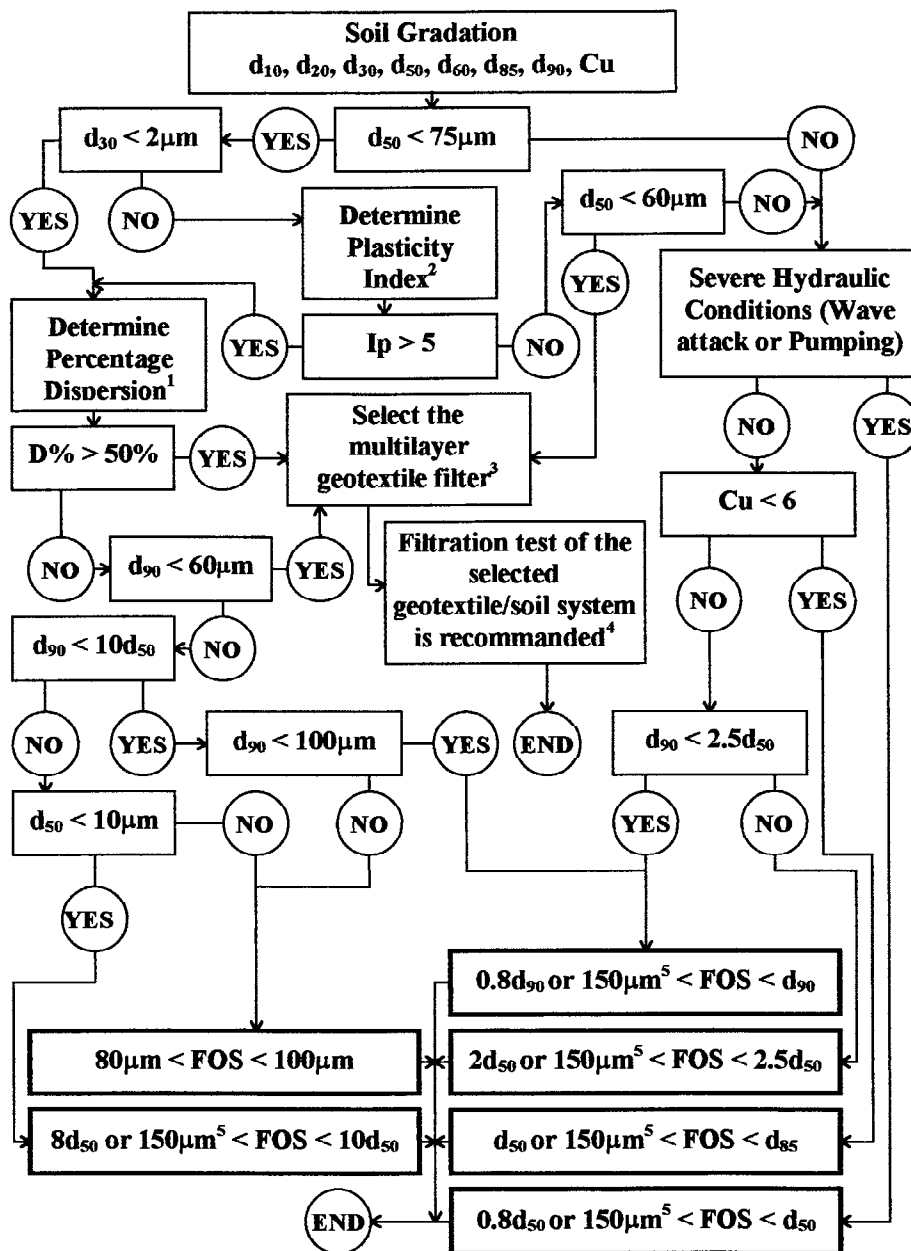 Soil Gradation
d₁₀, d₂₀, d₃₀, d₅₀, d₆₀, d₈₅, d₉₀, Cu
d₃₀ < 2µm
YES
d₅₀ < 75µm
NO
YES
NO
Determine
Plasticity
Index²
NO
d₅₀ < 60µm
NO
YES
Severe Hydraulic
Conditions (Wave
attack or Pumping)
Determine
Percentage
Dispersion¹
YES
Ip > 5
NO
NO
YES
D% > 50%
YES
Select the
multilayer
geotextile filter³
Cu < 6
NO
d₉₀ < 60µm
YES
Filtration test of the
selected
geotextile/soil system
is recommanded⁴
NO
YES
d₉₀ < 10d₅₀
NO
NO
YES
d₉₀ < 100µm
YES
END
d₉₀ < 2.5d₅₀
d₅₀ < 10µm
NO
NO
YES
NO
YES
0.8d₉₀ or 150µm⁵ < FOS < d₉₀
80µm < FOS < 100µm
2d₅₀ or 150µm⁵ < FOS < 2.5d₅₀
8d₅₀ or 150µm⁵ < FOS < 10d₅₀
d₅₀ or 150µm⁵ < FOS < d₈₅
END
0.8d₅₀ or 150µm⁵ < FOS < d₅₀